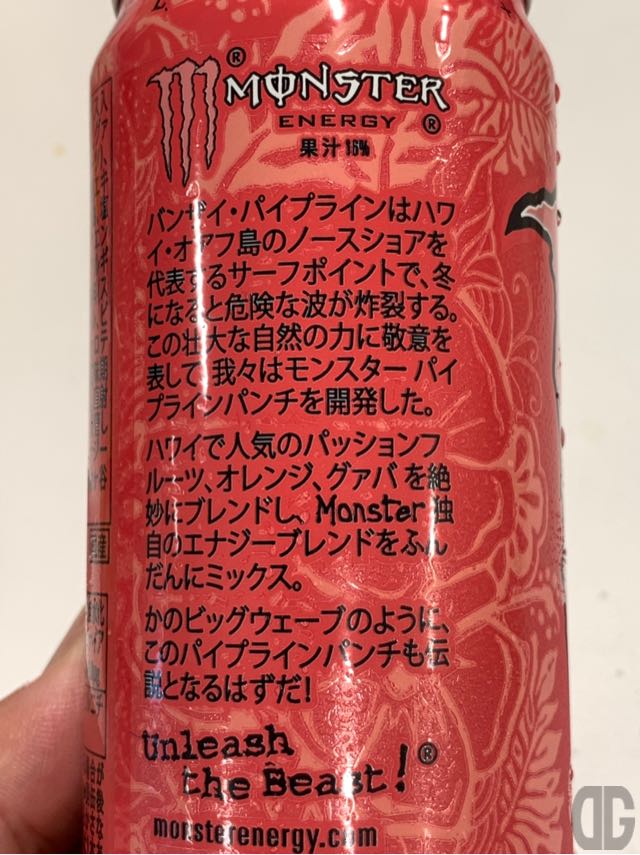 MONSTER
ENERGY
果汁16%
バンザイ・パイプラインはハワ
イ・オアフ島のノースショアを
代表するサーフポイントで、冬
になると危険な波が炸裂する。
この壮大な自然の力に敬意を
表して、我々はモンスター パイ
プラインパンチを開発した。
ハワイで人気のパッションフ
ルーツ、オレンジ、グァバを絶
妙にブレンドし、Monster独
自のエナジーブレンドをふん
だんにミックス。
かのビッグウェーブのように、
このパイプラインパンチも伝
説となるはずだ!
Unleash
the Beast!®
monsterenergy.com
DG